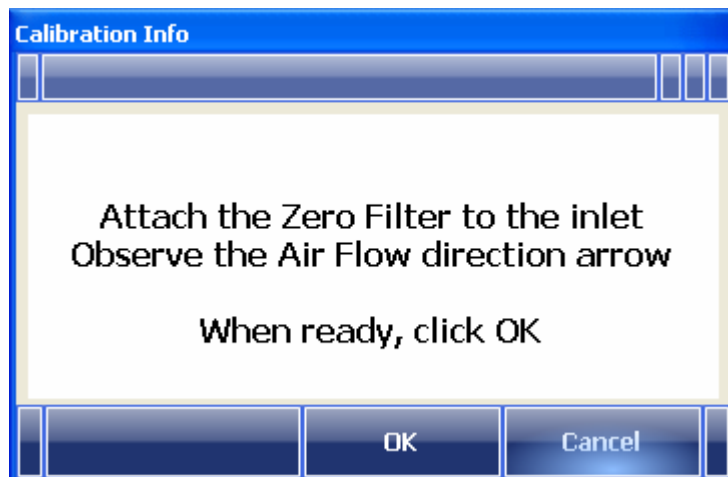 Calibration Info
Attach the Zero Filter to the inlet
Observe the Air Flow direction arrow
When ready, click OK
OK
Cancel